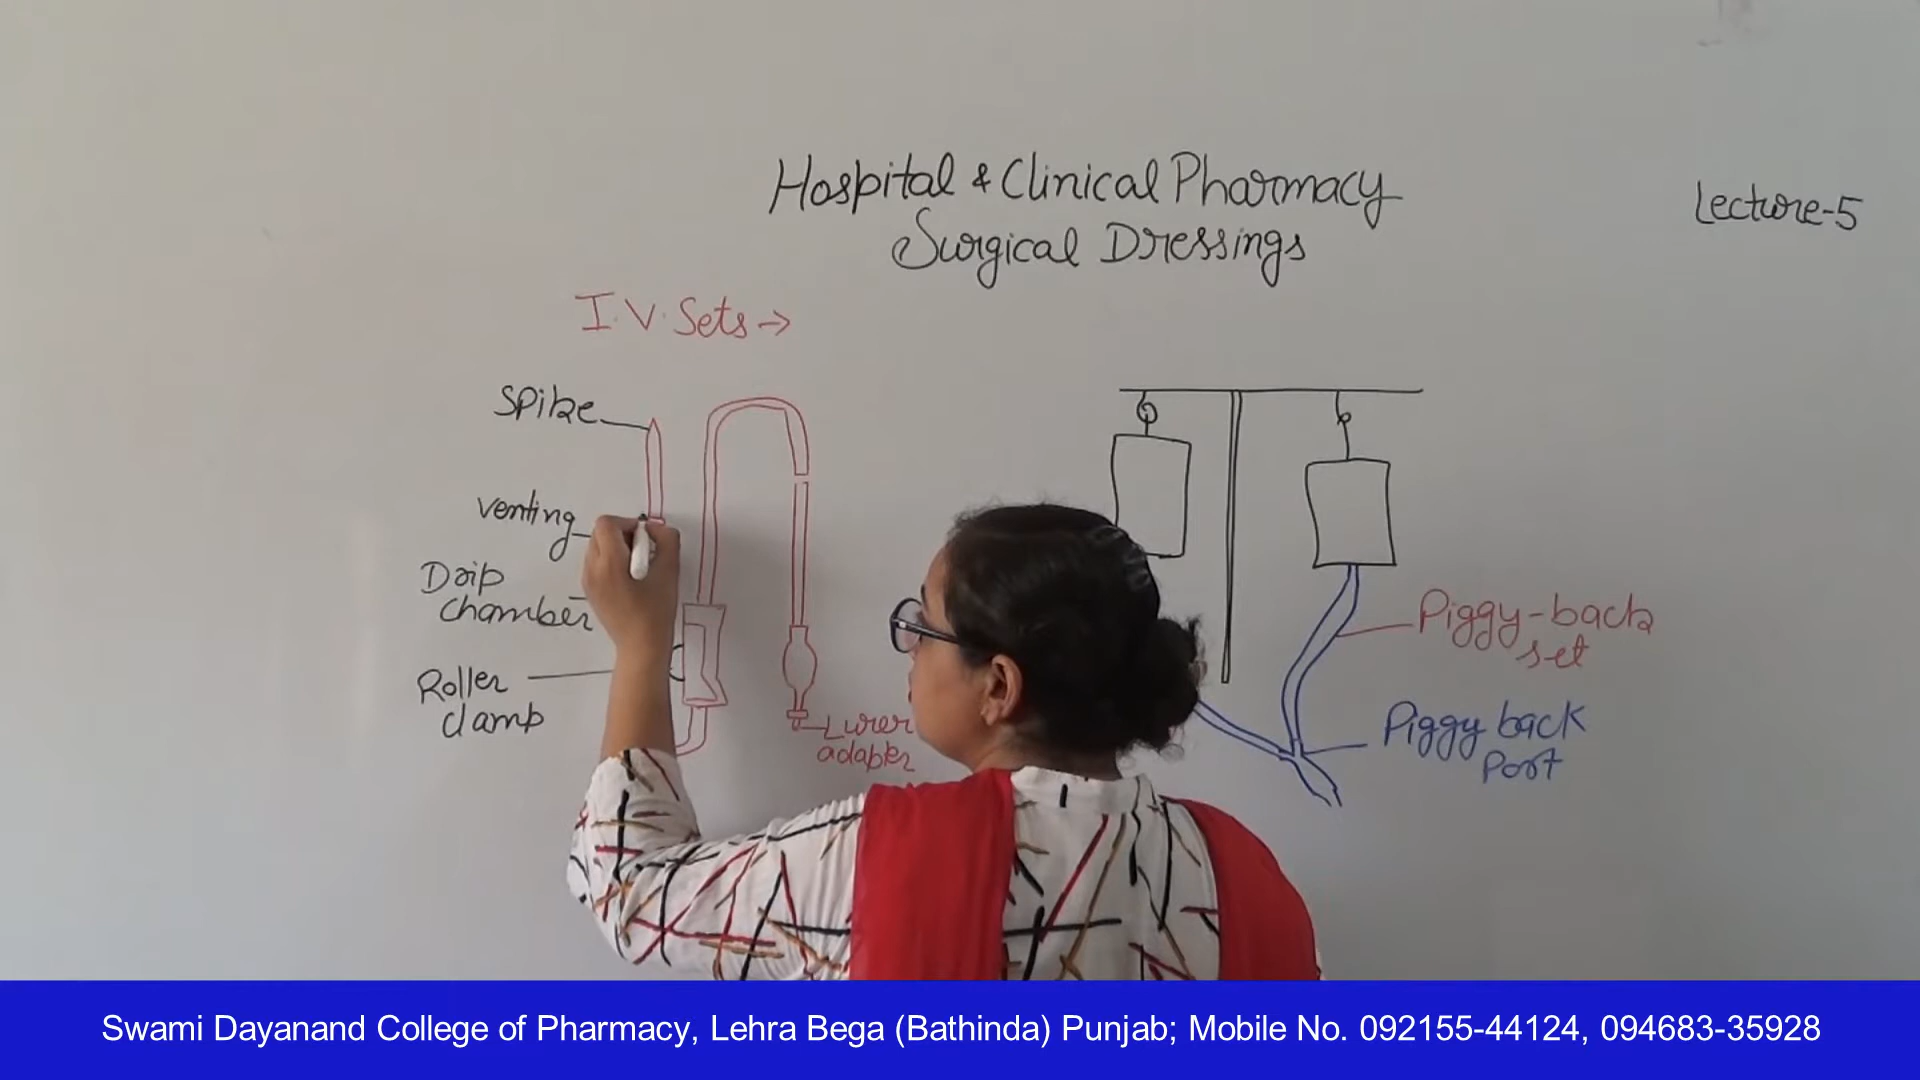 Hospital & Clinical Pharmacy
Lecture-5
Surgical Dressings
I.V. Sets →
Spike
Venting
Drip
chamber
Roller
clamp
Lurer
adapter
Piggy-back
set
Piggy back
Port
Swami Dayanand College of Pharmacy, Lehra Bega (Bathinda) Punjab; Mobile No. 092155-44124, 094683-35928